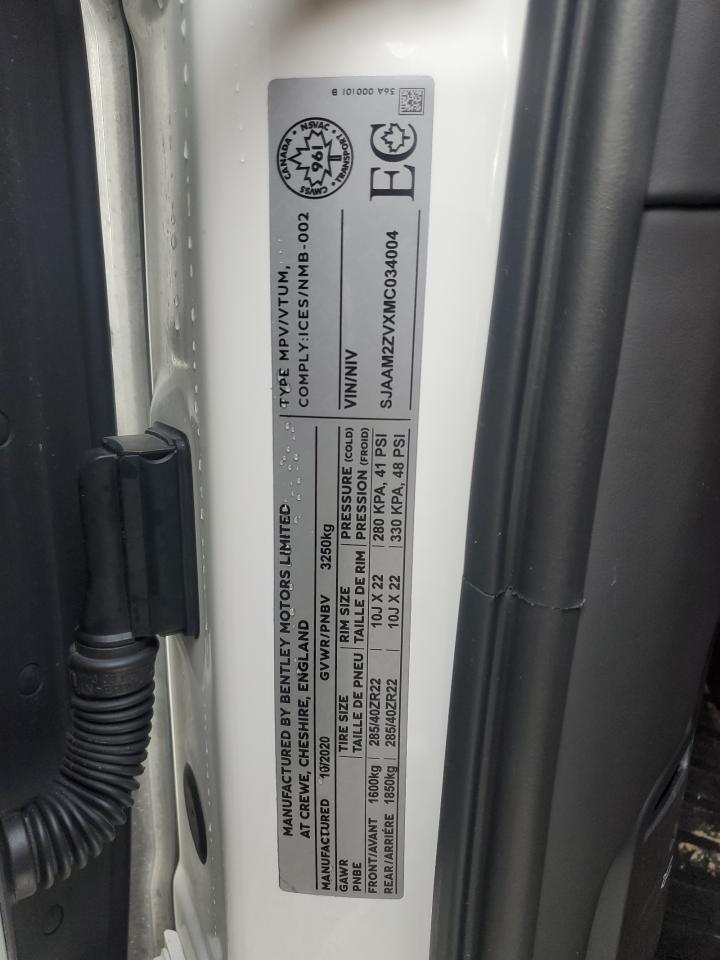 MANUFACTURED BY BENTLEY MOTORS LIMITED
AT CREWE, CHESHIRE, ENGLAND
MANUFACTURED 10/2020 GVWR/PNBV 3250kg
GAWR TIRE SIZE RIM SIZE PRESSURE (COLD)
PNBE TAILLE DE PNEU TAILLE DE RIM PRESSION (FROID)
FRONT/AVANT 1600kg 285/40ZR22 10J X 22 280 KPA, 41 PSI
REAR/ARRIÉRE 1850kg 285/40ZR22 10J X 22 330 KPA, 48 PSI
TYPE MPV/VTUM,
COMPLY:ICES/NMB-002
VIN/NIV
SJAAM2ZVXMC034004
CANADA NSVAC
961
CMVSS TRANSPORT
EC
36A 000101 B